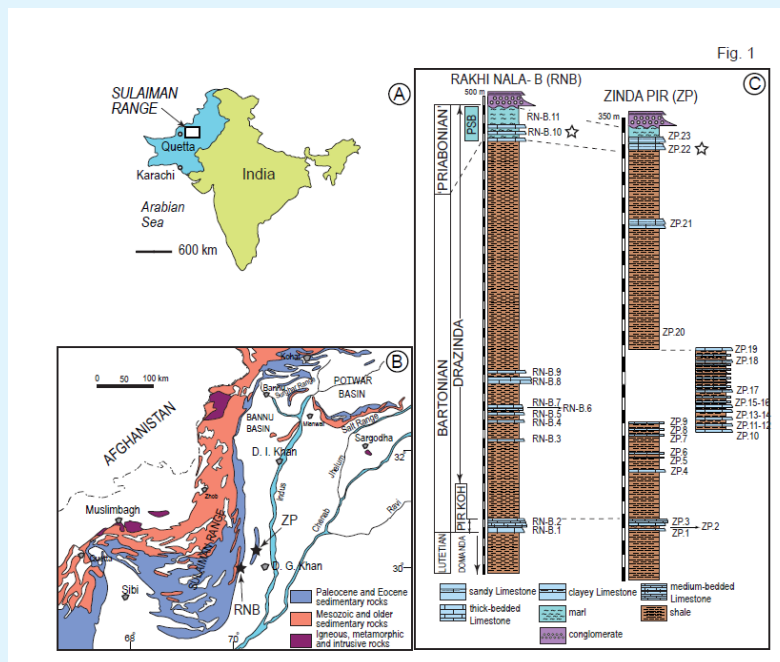 Fig. 1
A
SULAIMAN
RANGE
Quetta
Karachi
India
Arabian
Sea
600 km
B
0 50 100 km
AFGHANISTAN
Kohat
Bannu
POTWAR
BASIN
BANNU
BASIN
Salt Range
Sargodha
D. I. Khan
32
Jhelum
Indus
Zhob
Muslimbagh
Chenab
Ravi
ZP
SULAIMAN RANGE
Quetta
D. G. Khan
30
Sibi
RNB
Paleocene and Eocene
sedimentary rocks
Mesozoic and older
sedimentary rocks
Igneous, metamorphic
and intrusive rocks
68
70
C
RAKHI NALA- B (RNB)
500 m
PRIABONIAN
PSB
RN-B.11
RN-B.10
BARTONIAN
DRAZINDA
RN-B.9
RN-B.8
RN-B.7
RN-B.6
RN-B.5
RN-B.4
RN-B.3
PIR KOH
RN-B.2
RN-B.1
LUTETIAN
DOMANDA
ZINDA PIR (ZP)
350 m
ZP.23
ZP.22
ZP.21
ZP.20
ZP.19
ZP.18
ZP.17
ZP.15-16
ZP.13-14
ZP.11-12
ZP.10
ZP.9
ZP.8
ZP.7
ZP.6
ZP.5
ZP.4
ZP.3
ZP.2
ZP.1
sandy Limestone
clayey Limestone
medium-bedded
Limestone
thick-bedded
Limestone
marl
shale
conglomerate